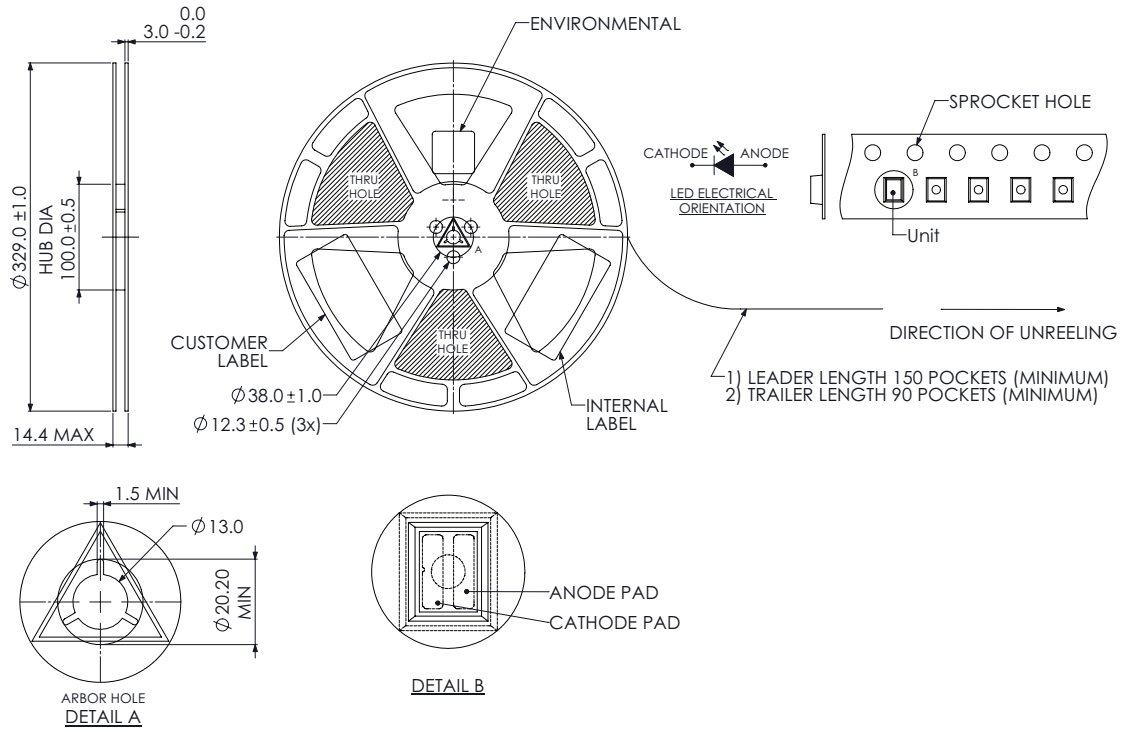 0.0
3.0 -0.2
Ø329.0 ±1.0
HUB DIA
100.0±0.5
14.4 MAX
ENVIRONMENTAL
THRU
HOLE
THRU
HOLE
A
THRU
HOLE
CUSTOMER
LABEL
Ø38.0±1.0
Ø12.3±0.5 (3x)
INTERNAL
LABEL
CATHODE
ANODE
LED ELECTRICAL
ORIENTATION
SPROCKET HOLE
B
Unit
DIRECTION OF UNREELING
1) LEADER LENGTH 150 POCKETS (MINIMUM)
2) TRAILER LENGTH 90 POCKETS (MINIMUM)
1.5 MIN
Ø13.0
Ø20.20
MIN
ARBOR HOLE
DETAIL A
ANODE PAD
CATHODE PAD
DETAIL B